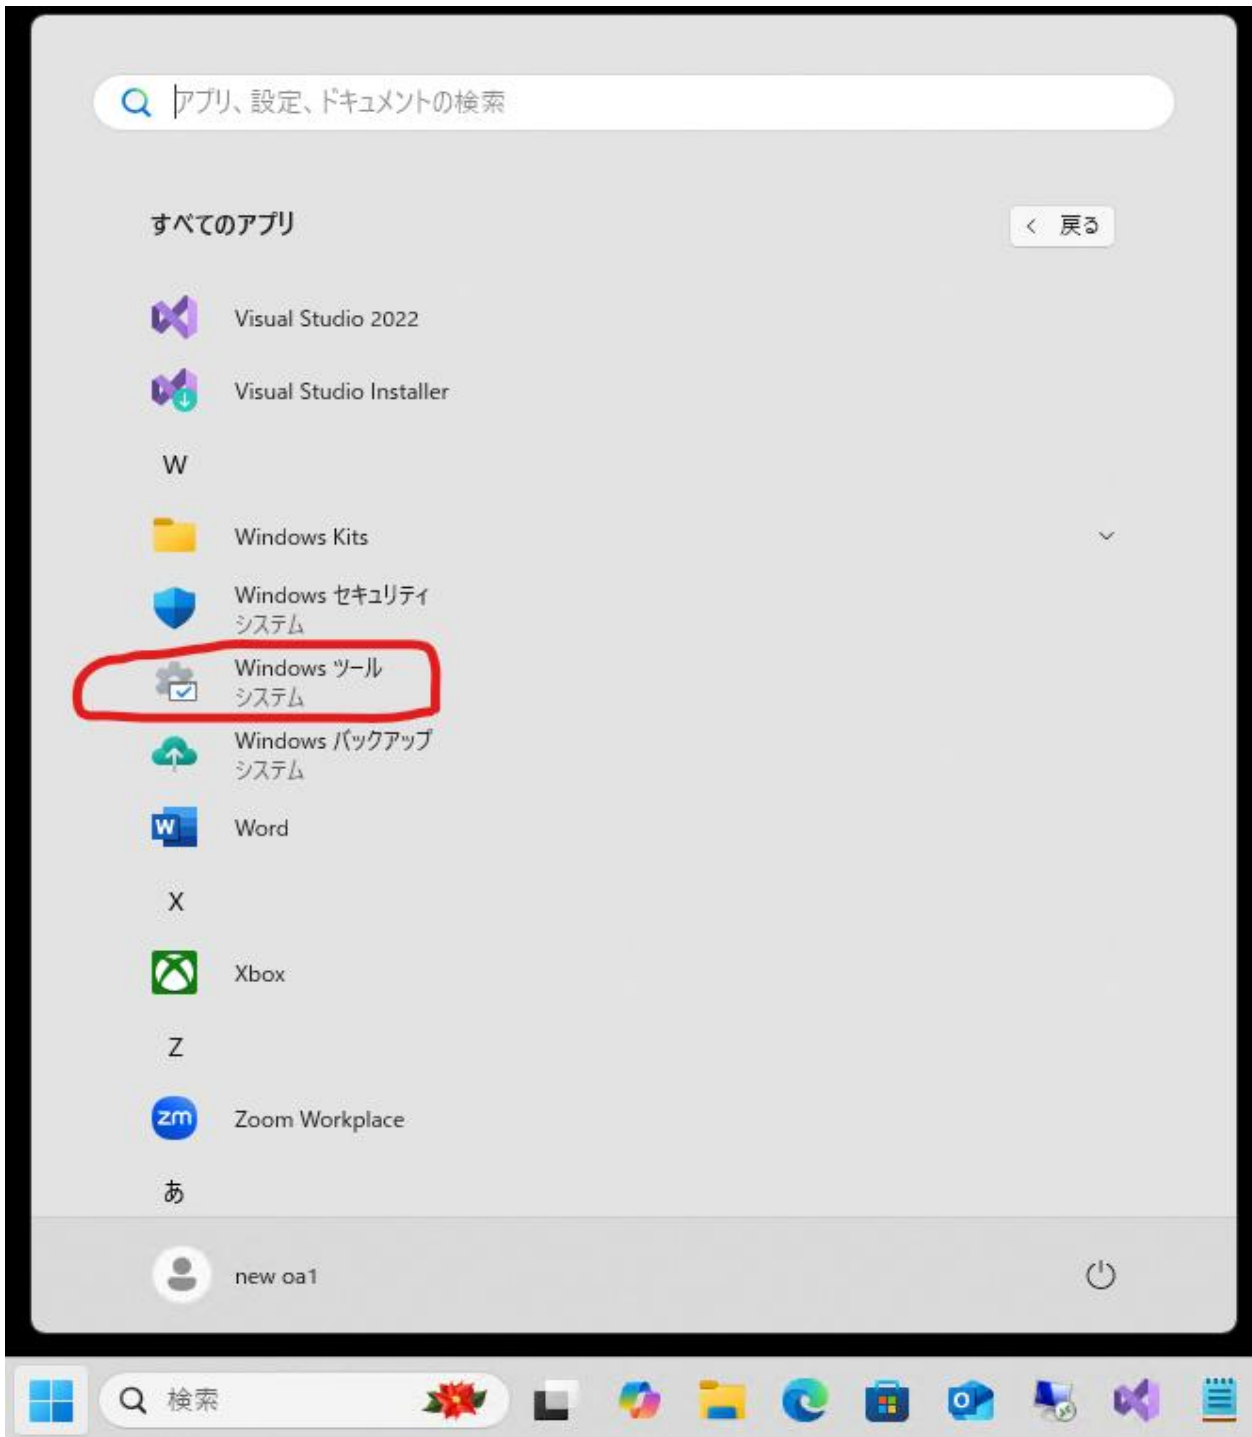 アプリ、設定、ドキュメントの検索
すべてのアプリ
戻る
Visual Studio 2022
Visual Studio Installer
W
Windows Kits
Windows セキュリティ
システム
Windows ツール
システム
Windows バックアップ
システム
W
Word
X
Xbox
Z
zm
Zoom Workplace
あ
new oa1
検索